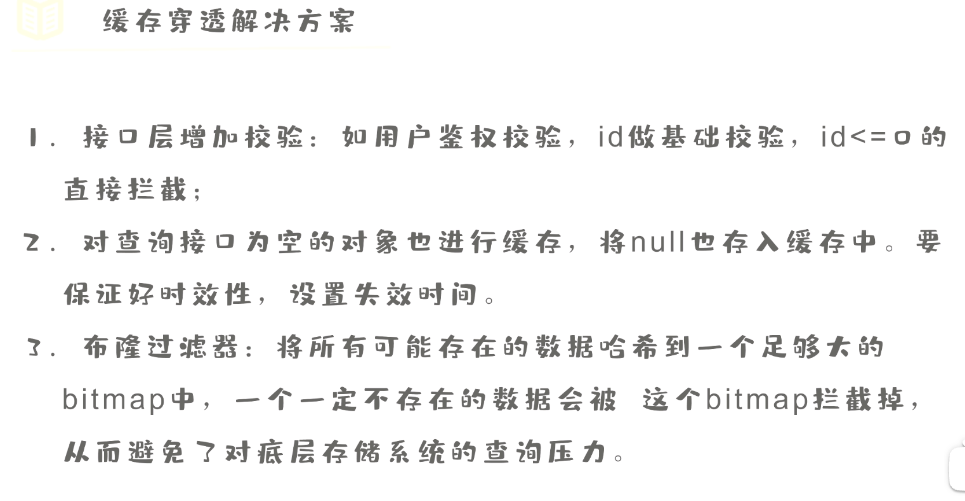 缓存穿透解决方案
1. 接口层增加校验：如用户鉴权校验，id做基础校验，id<=0的
直接拦截；
2. 对查询接口为空的对象也进行缓存，将null也存入缓存中。要
保证好时效性，设置失效时间。
3. 布隆过滤器：将所有可能存在的数据哈希到一个足够大的
bitmap中，一个一定不存在的数据会被 这个bitmap拦截掉，
从而避免了对底层存储系统的查询压力。